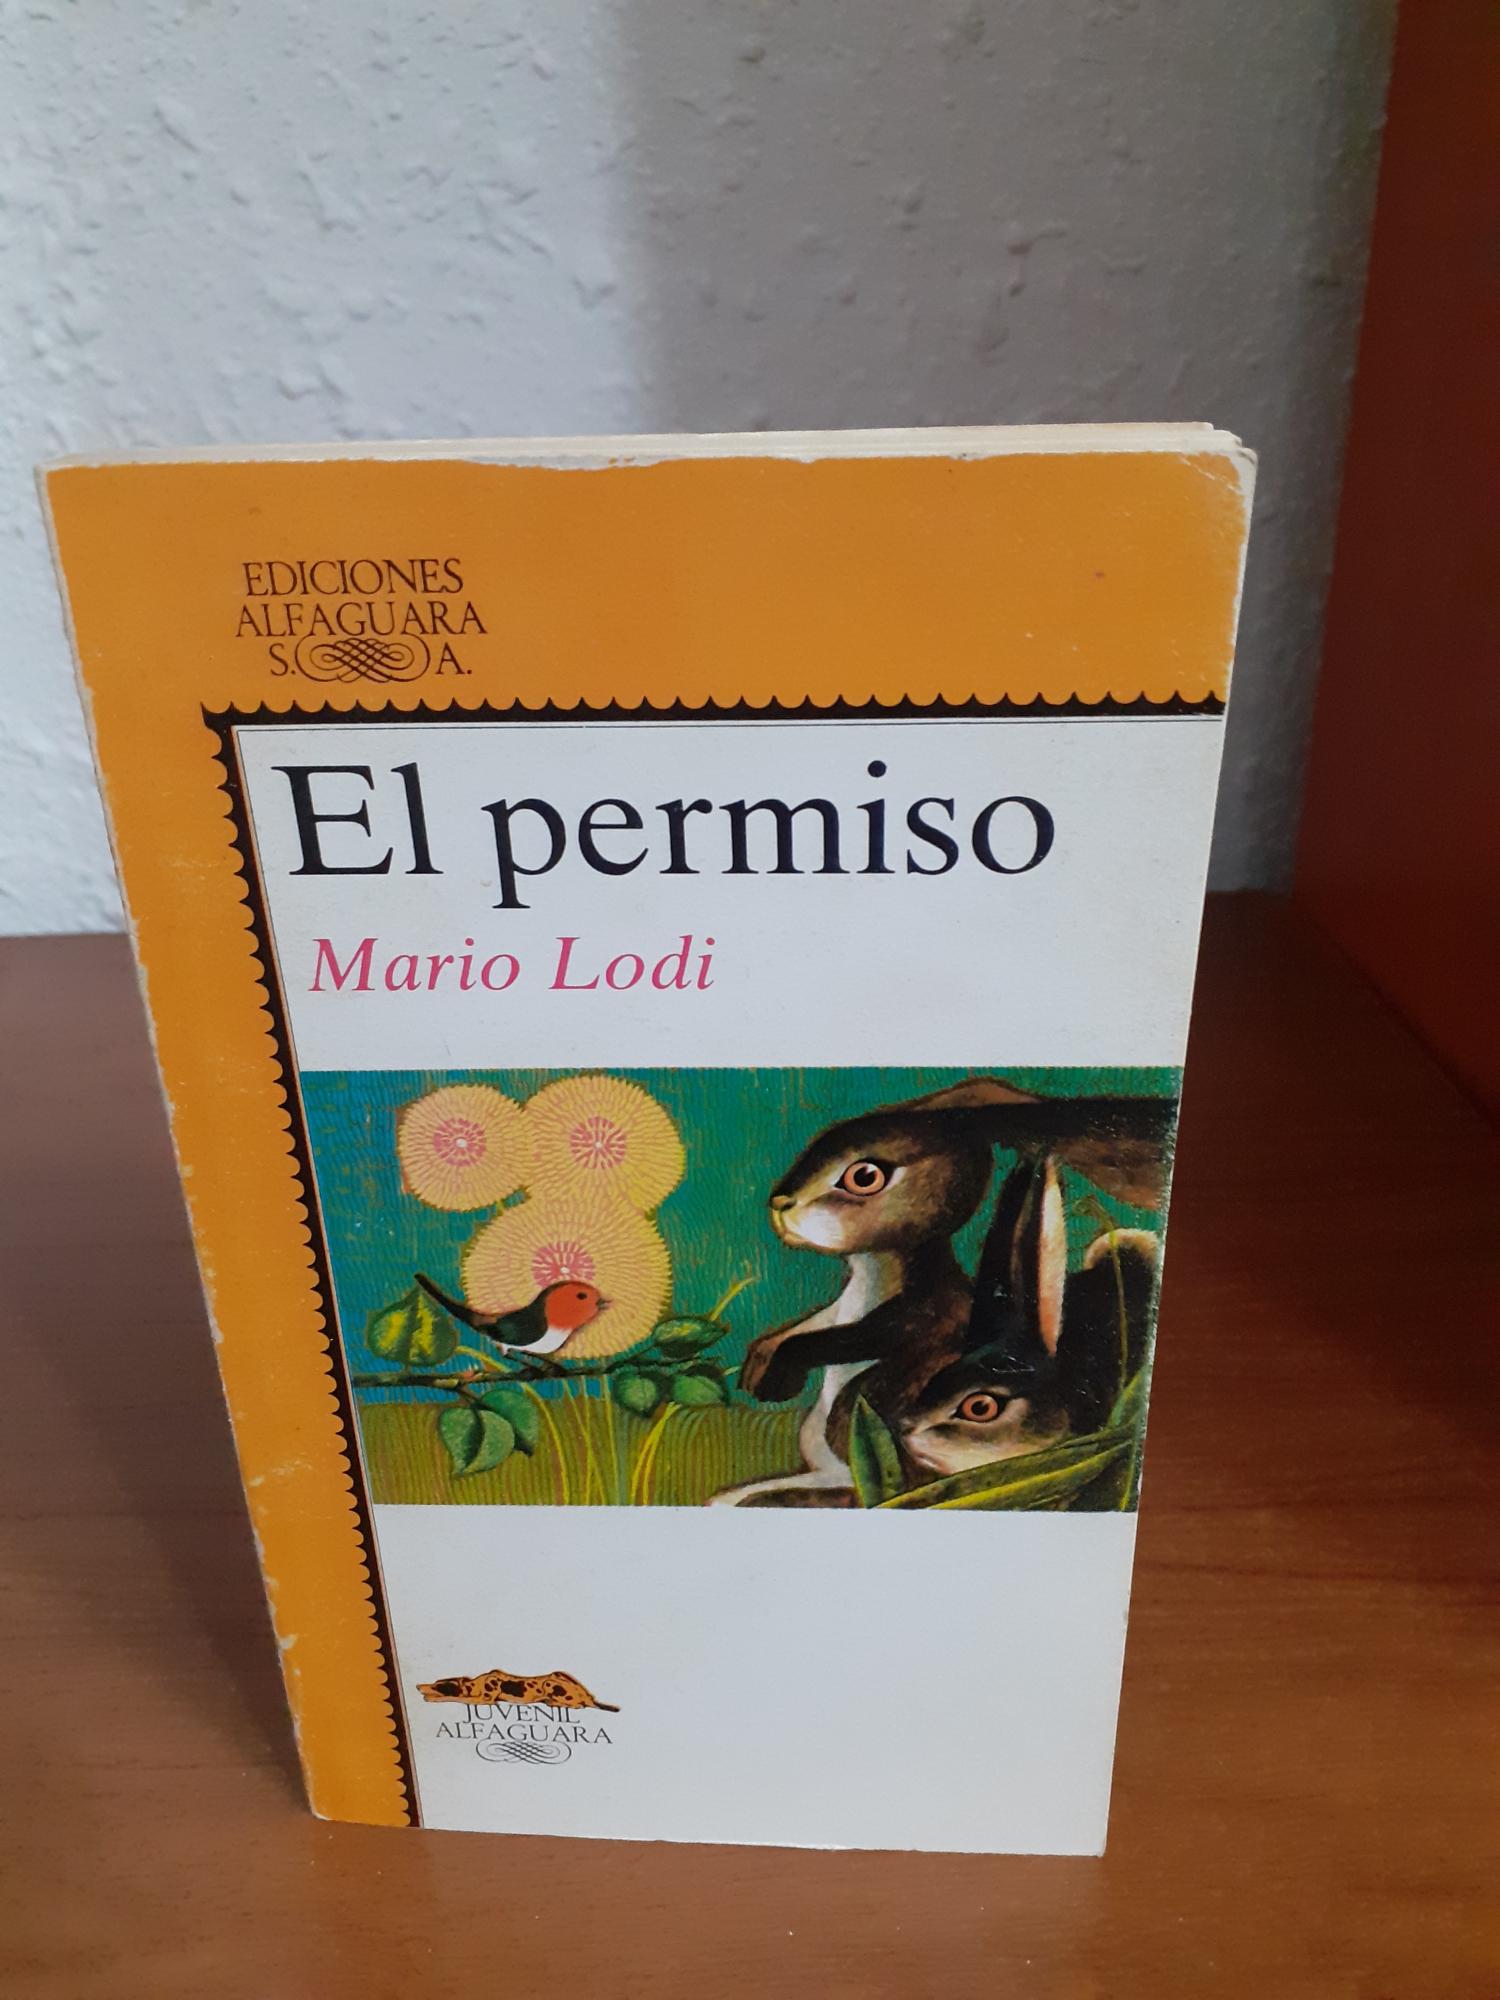 EDICIONES
ALFAGUARA
S. A.
El permiso
Mario Lodi
JUVENIL
ALFAGUARA